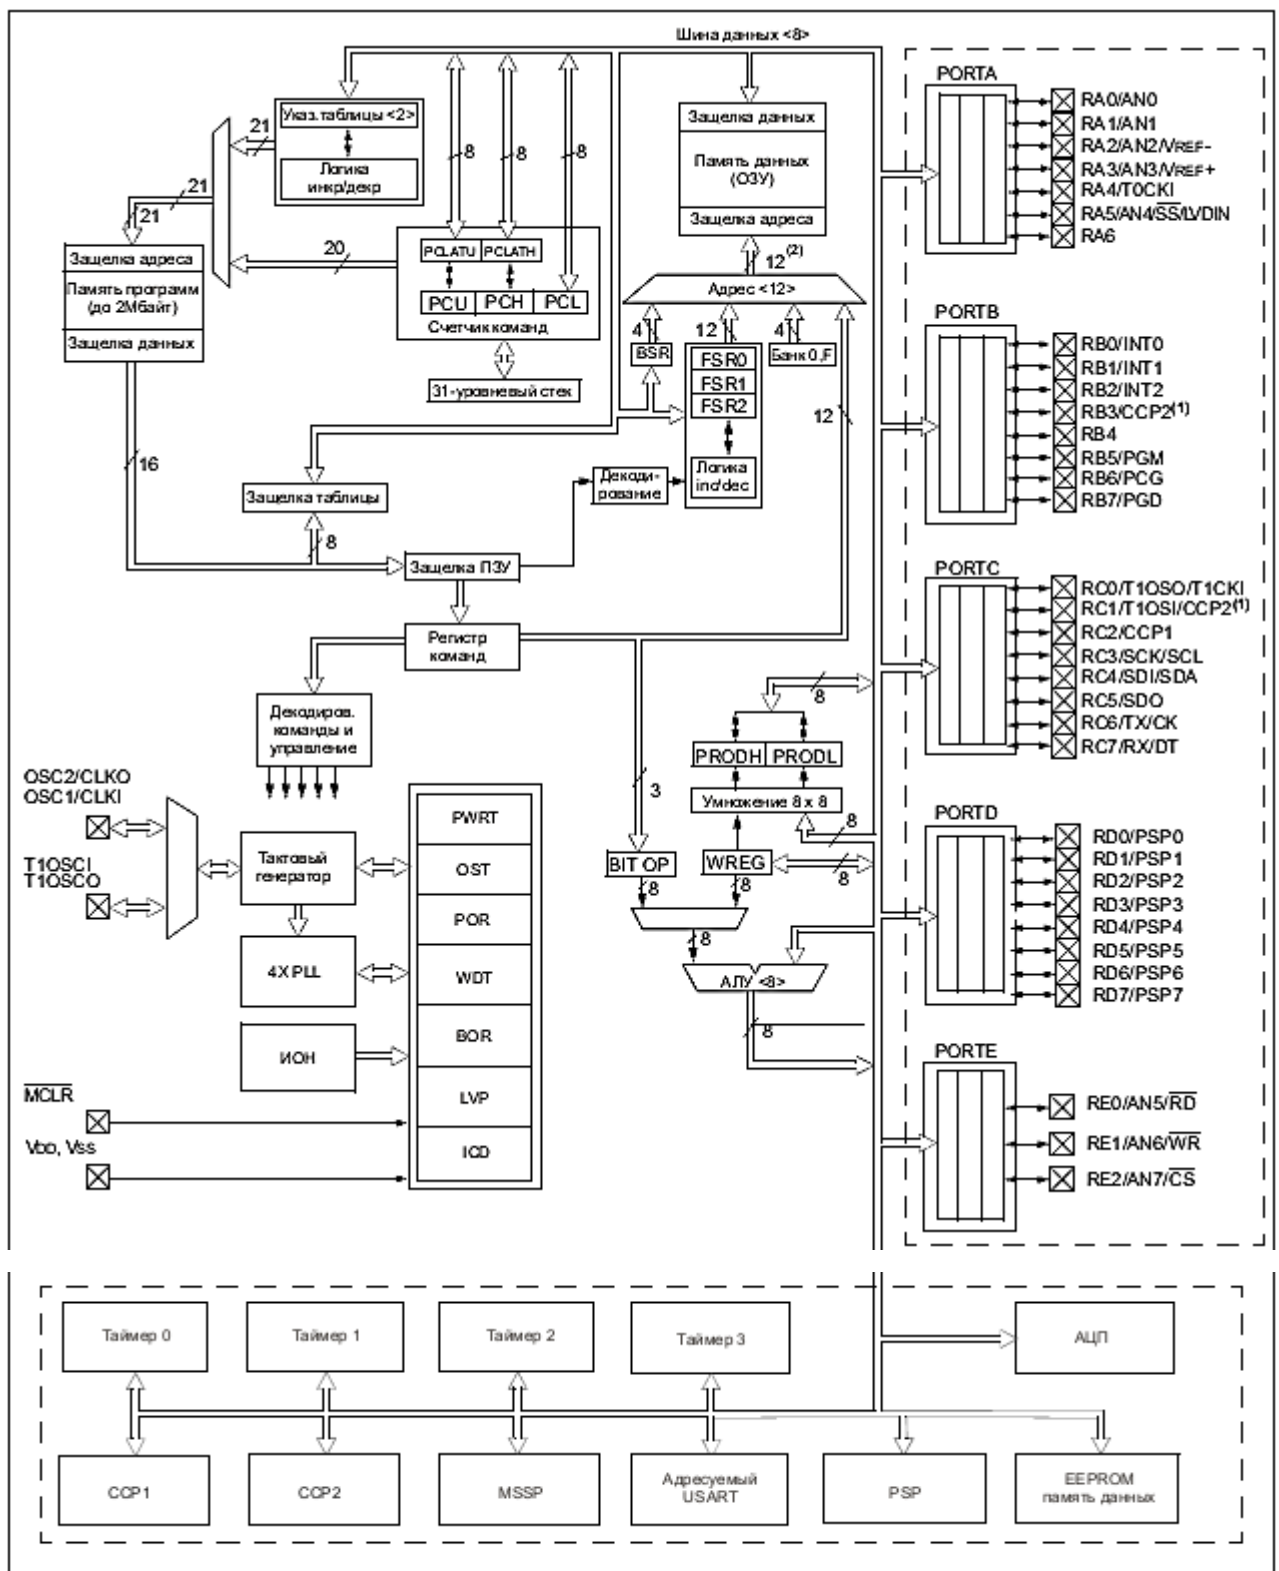 Шина данных <8>
Указ. таблицы <2>
Логика
инкр/декр
21
21
21
20
8
8
8
Защелка адреса
Память программ
(до 2Мбайт)
Защелка данных
PCLATU
PCLATH
PCU
PCH
PCL
Счетчик команд
31-уровневый стек
Защелка данных
Память данных
(ОЗУ)
Защелка адреса
12(2)
Адрес <12>
4
12
4
BSR
FSR0
FSR1
FSR2
Банк 0,F
12
Логика
inc/dec
Декоди-
рование
16
Защелка таблицы
8
Защелка ПЗУ
Регистр
команд
Декодиров.
команды и
управление
8
PRODH
PRODL
Умножение 8 x 8
3
8
BIT OP
WREG
8
8
8
8
АЛУ <8>
8
OSC2/CLKO
OSC1/CLKI
T1OSCI
T1OSCO
Тактовый
генератор
4X PLL
ИОН
PWRT
OST
POR
WDT
BOR
LVP
ICD
MCLR
VDD, VSS
PORTA
RA0/AN0
RA1/AN1
RA2/AN2/VREF-
RA3/AN3/VREF+
RA4/T0CKI
RA5/AN4/SS/LVDIN
RA6
PORTB
RB0/INT0
RB1/INT1
RB2/INT2
RB3/CCP2(1)
RB4
RB5/PGM
RB6/PCG
RB7/PGD
PORTC
RC0/T1OSO/T1CKI
RC1/T1OSI/CCP2(1)
RC2/CCP1
RC3/SCK/SCL
RC4/SDI/SDA
RC5/SDO
RC6/TX/CK
RC7/RX/DT
PORTD
RD0/PSP0
RD1/PSP1
RD2/PSP2
RD3/PSP3
RD4/PSP4
RD5/PSP5
RD6/PSP6
RD7/PSP7
PORTE
RE0/AN5/RD
RE1/AN6/WR
RE2/AN7/CS
Таймер 0
Таймер 1
Таймер 2
Таймер 3
АЦП
CCP1
CCP2
MSSP
Адресуемый
USART
PSP
EEPROM
память данных